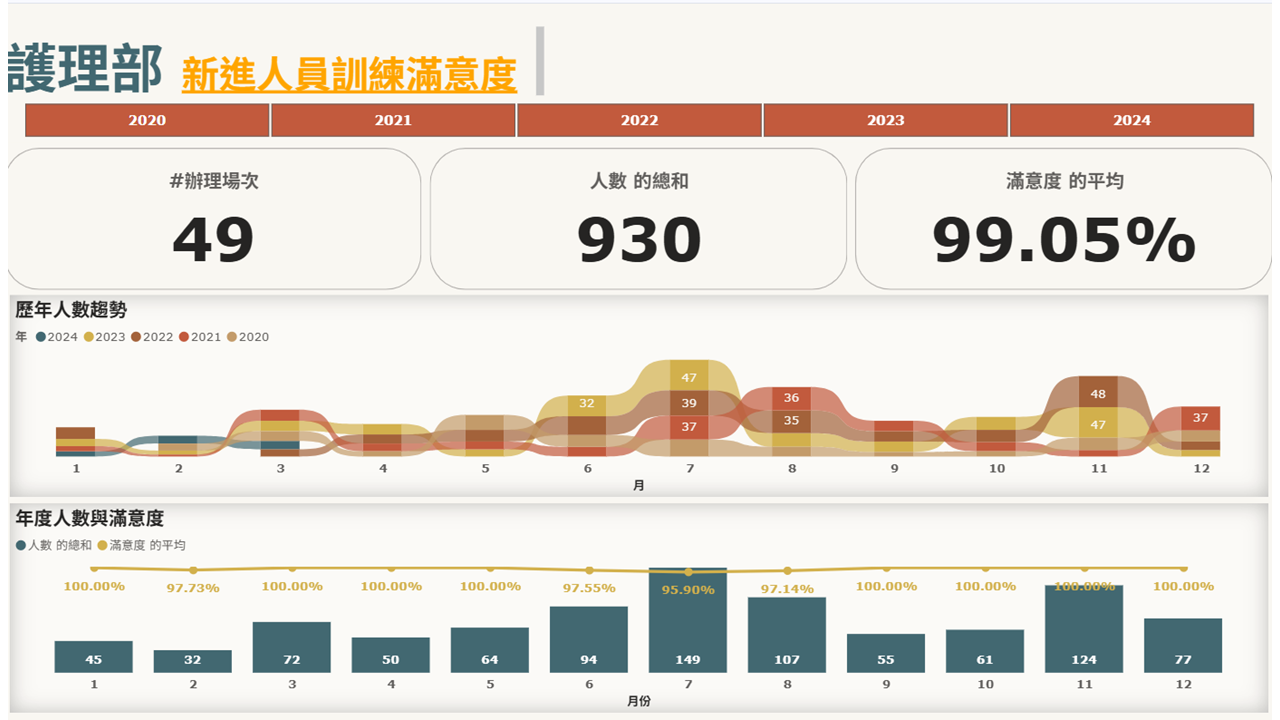 護理部 新進人員訓練滿意度
2020 2021 2022 2023 2024
#辦理場次 人數 的總和 滿意度 的平均
49 930 99.05%
歷年人數趨勢
年 2024 2023 2022 2021 2020
47
32 39 36 48
37 35 47 37
1 2 3 4 5 6 7 8 9 10 11 12
月
年度人數與滿意度
人數 的總和 滿意度 的平均
100.00% 97.73% 100.00% 100.00% 100.00% 97.55% 95.90% 97.14% 100.00% 100.00% 100.00% 100.00%
45 32 72 50 64 94 149 107 55 61 124 77
1 2 3 4 5 6 7 8 9 10 11 12
月份